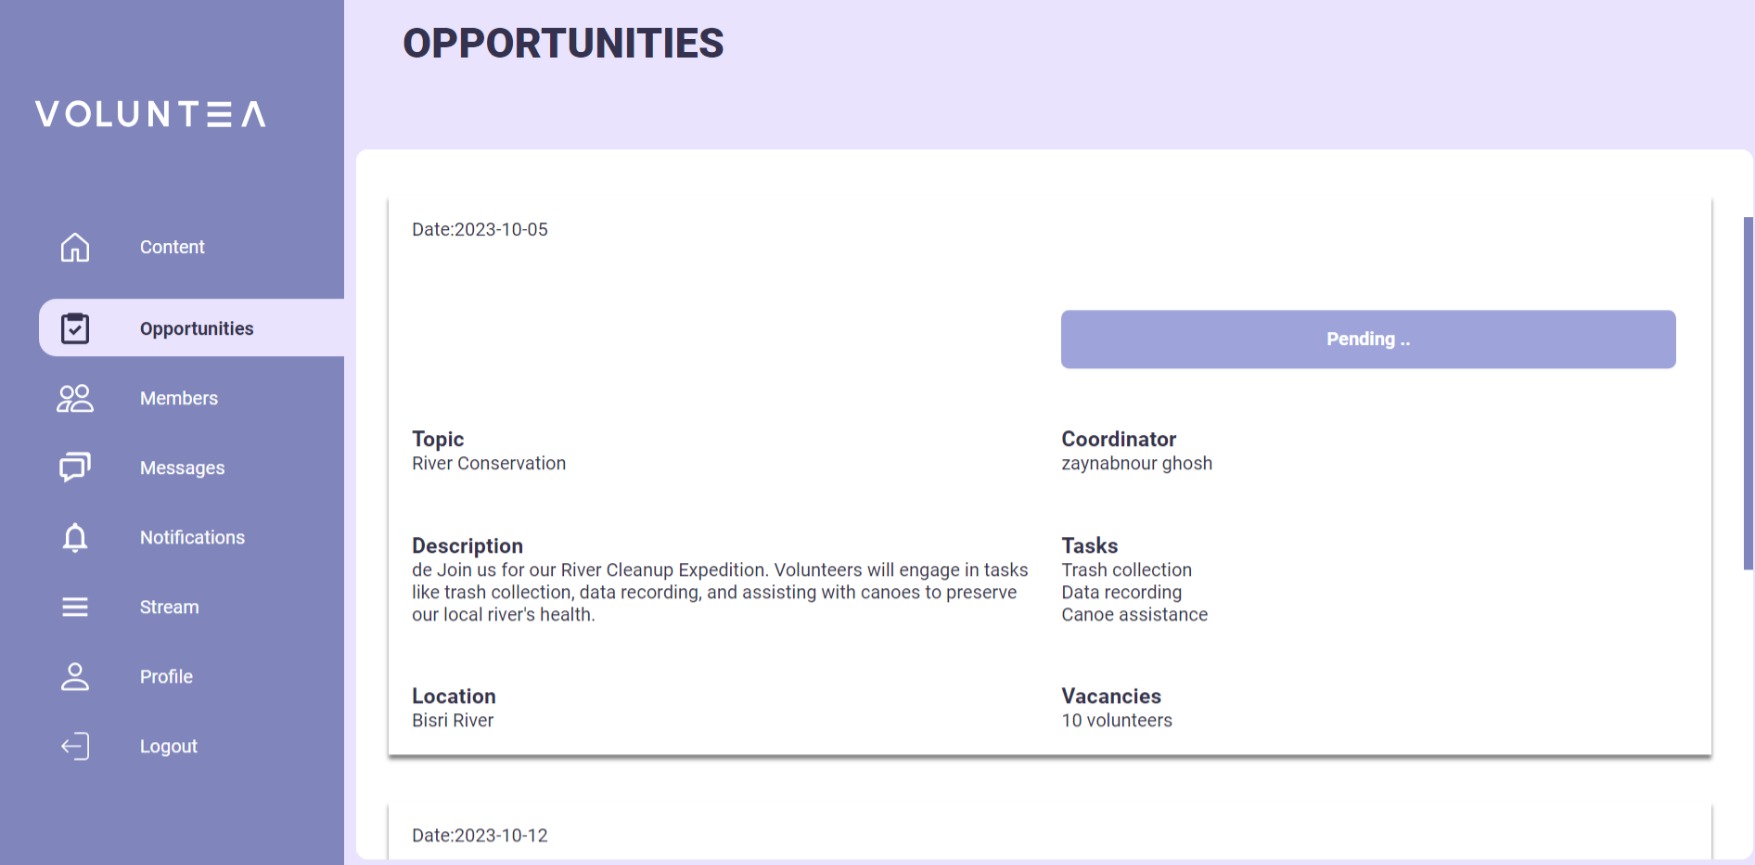 VOLUNTEA
Content
Opportunities
Members
Messages
Notifications
Stream
Profile
Logout
OPPORTUNITIES
Date:2023-10-05
Pending ..
Topic
River Conservation
Coordinator
zaynabnour ghosh
Description
de Join us for our River Cleanup Expedition. Volunteers will engage in tasks
like trash collection, data recording, and assisting with canoes to preserve
our local river's health.
Tasks
Trash collection
Data recording
Canoe assistance
Location
Bisri River
Vacancies
10 volunteers
Date:2023-10-12